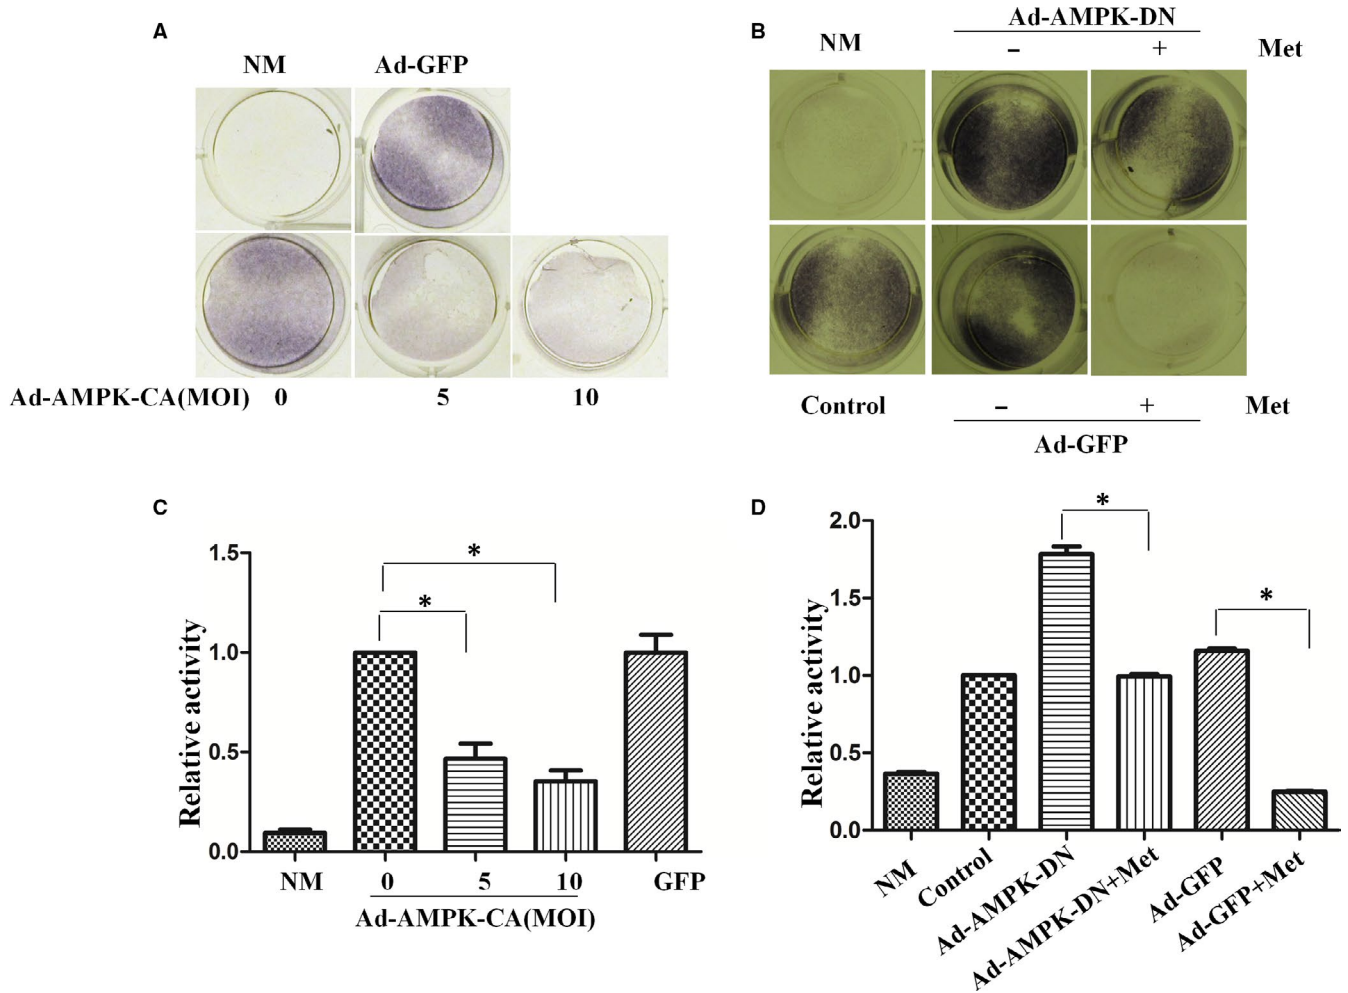 A
NM Ad-GFP
Ad-AMPK-CA(MOI) 0 5 10
B
Ad-AMPK-DN
NM – + Met
Control – + Met
Ad-GFP
C
Relative activity
1.5
1.0
0.5
0.0
*
*
NM 0 5 10 GFP
Ad-AMPK-CA(MOI)
D
Relative activity
2.0
1.5
1.0
0.5
0.0
*
*
NM
Control
Ad-AMPK-DN
Ad-AMPK-DN+Met
Ad-GFP
Ad-GFP+Met